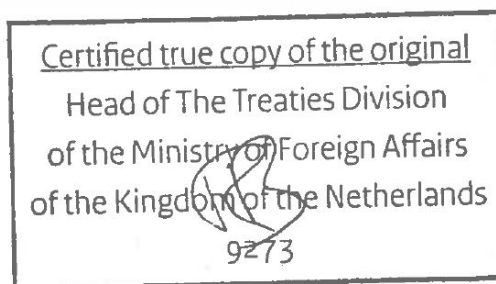 Certified true copy of the original
Head of The Treaties Division
of the Ministry of Foreign Affairs
of the Kingdom of the Netherlands
9273